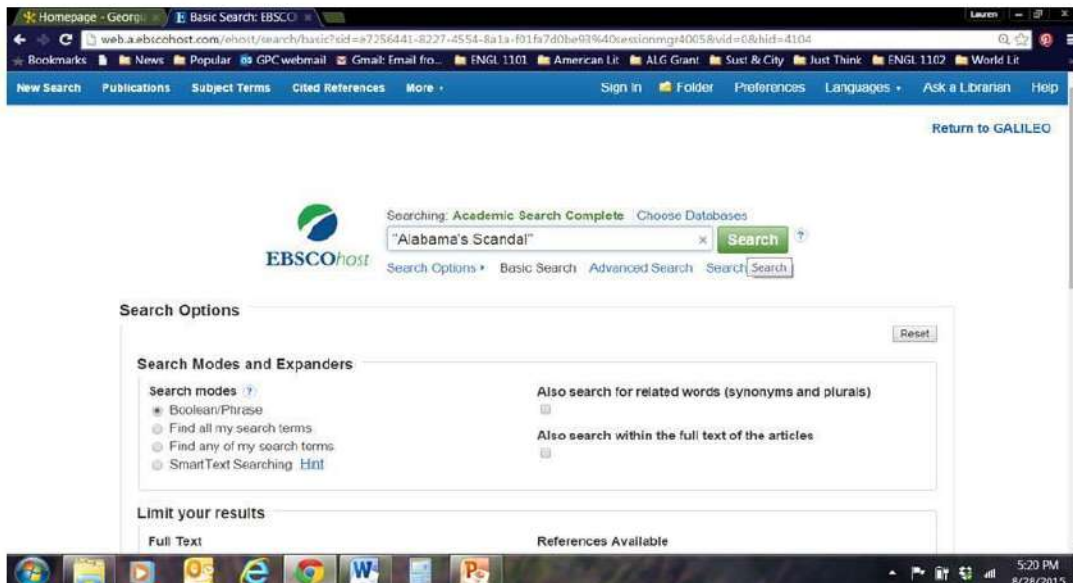 Homepage - Georgi
Basic Search: EBSCO
Lauren
web.a.ebscohost.com/ehost/search/basic?sid=e7256441-8227-4554-8a1a-f01fa7d0be93%40sessionmgr4005&vid=0&hid=4104
Bookmarks News Popular GPC webmail Gmail: Email fro... ENGL 1101 American Lit ALG Grant Sust & City Just Think ENGL 1102 World Lit
New Search Publications Subject Terms Cited References More Sign In Folder Preferences Languages Ask a Librarian Help
Return to GALILEO
Searching: Academic Search Complete Choose Databases
"Alabama's Scandal" × Search ?
EBSCOhost
Search Options Basic Search Advanced Search Search Search
Search Options
Reset
Search Modes and Expanders
Search modes ? Also search for related words (synonyms and plurals)
Boolean/Phrase
Find all my search terms Also search within the full text of the articles
Find any of my search terms
SmartText Searching Hint
Limit your results
Full Text References Available
5:20 PM
8/28/2015